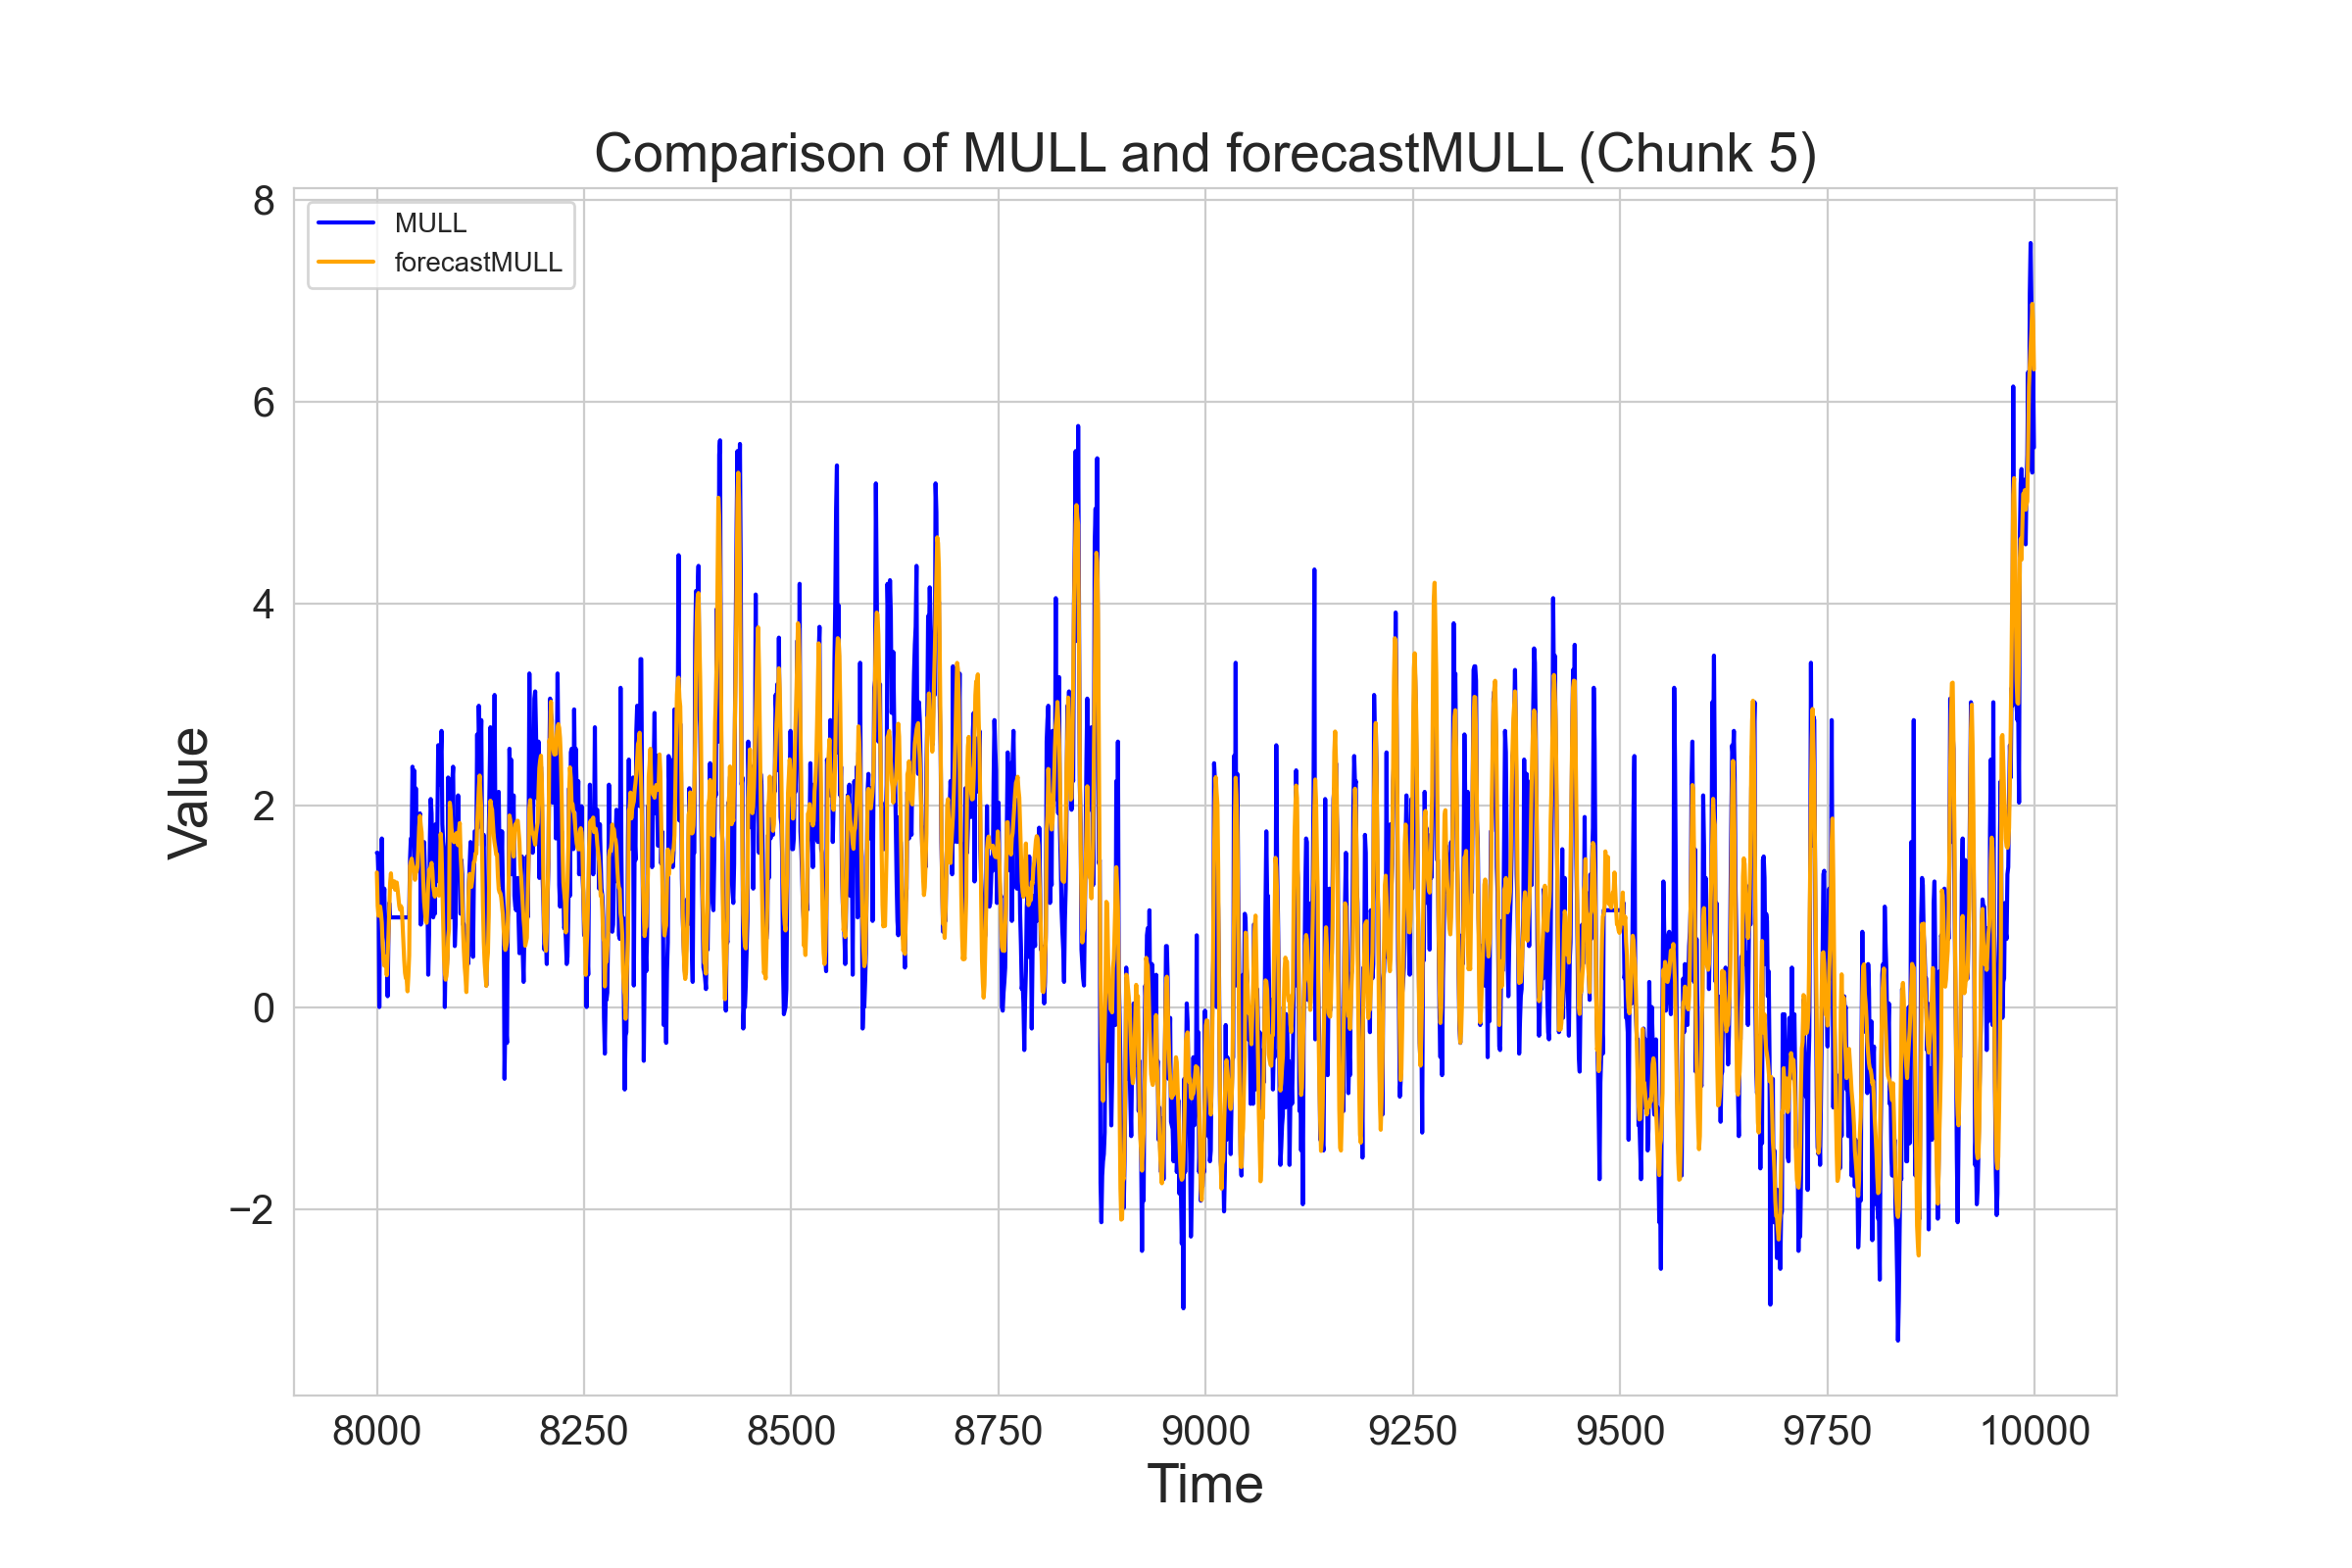 Comparison of MULL and forecastMULL (Chunk 5)
MULL
forecastMULL
8
6
4
2
0
−2
Value
8000 8250 8500 8750 9000 9250 9500 9750 10000
Time